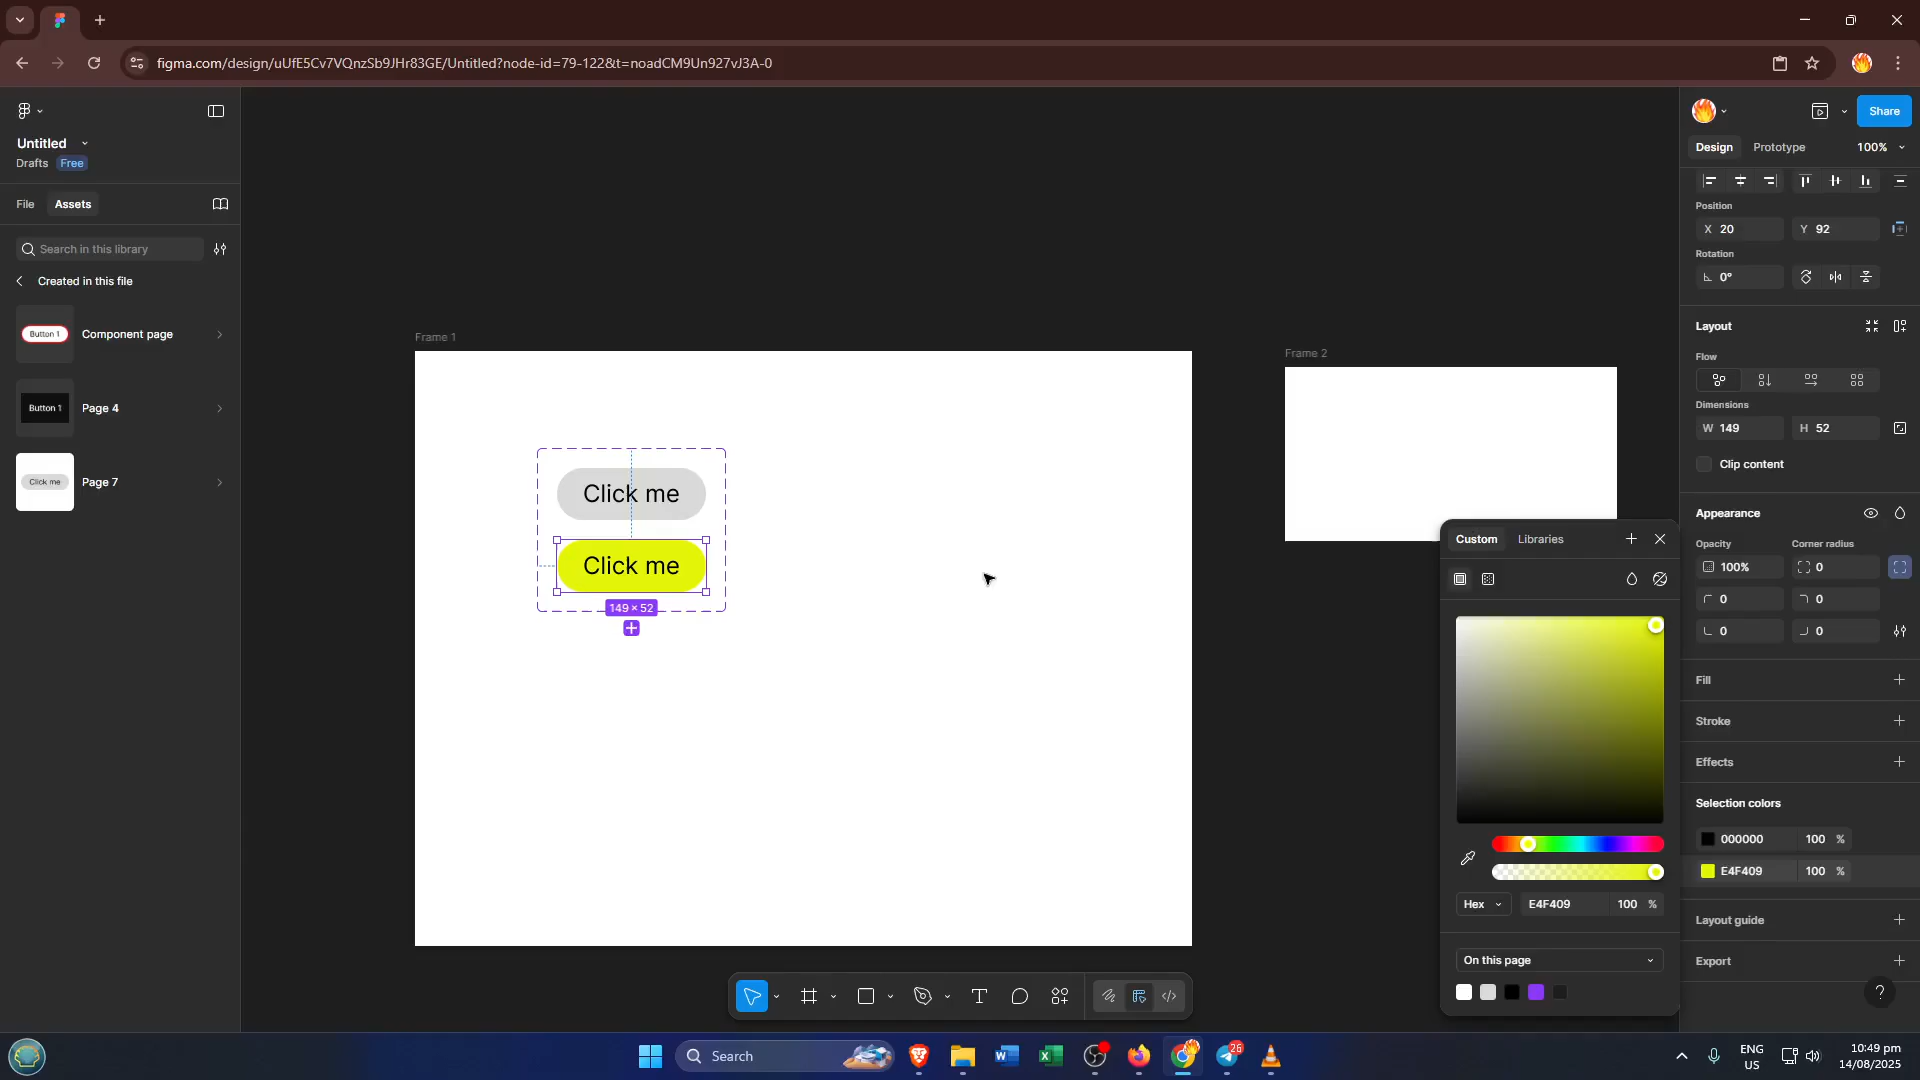 figma.com/design/uUfE5Cv7VQnzSb9JHr83GE/Untitled?node-id=79-122&t=noadCM9Un927vJ3A-0
Untitled
Drafts Free
File Assets
Search in this library
Created in this file
Button 1 Component page
Button 1 Page 4
Click me Page 7
Frame 1
Click me
Click me
149 × 52
Frame 2
Share
Design Prototype 100%
Position
X 20 Y 92
Rotation
0°
Layout
Flow
Dimensions
W 149 H 52
Clip content
Appearance
Opacity Corner radius
100% 0
0 0
0 0
Fill
Stroke
Effects
Selection colors
000000 100 %
E4F409 100 %
Layout guide
Export
?
Custom Libraries
Hex E4F409 100 %
On this page
Search
26
ENG
US
10:49 pm
14/08/2025